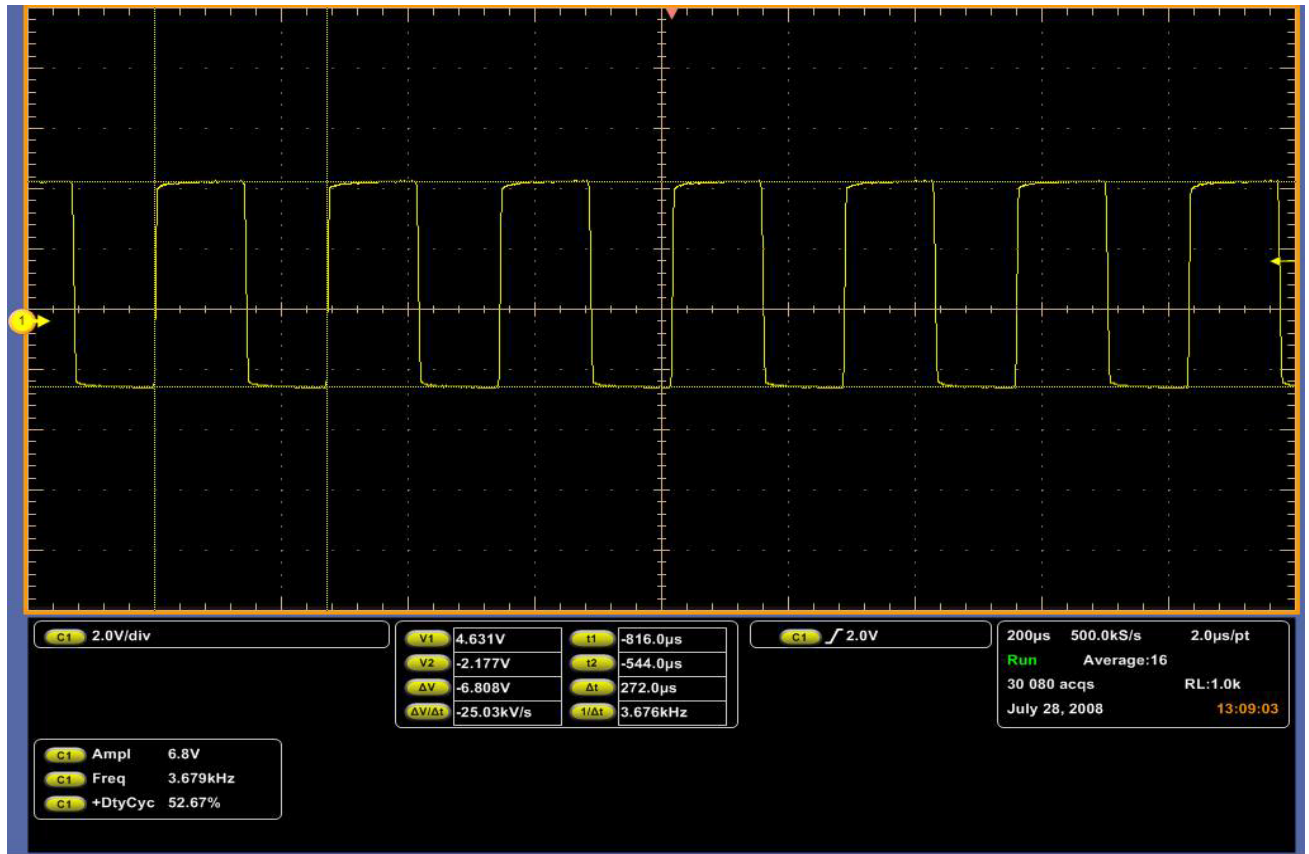 1
C1 2.0V/div
V1 4.631V t1 -816.0µs
V2 -2.177V t2 -544.0µs
ΔV -6.808V Δt 272.0µs
ΔV/Δt -25.03kV/s 1/Δt 3.676kHz
C1 2.0V
200µs 500.0kS/s 2.0µs/pt
Run Average:16
30 080 acqs RL:1.0k
July 28, 2008 13:09:03
C1 Ampl 6.8V
C1 Freq 3.679kHz
C1 +DtyCyc 52.67%